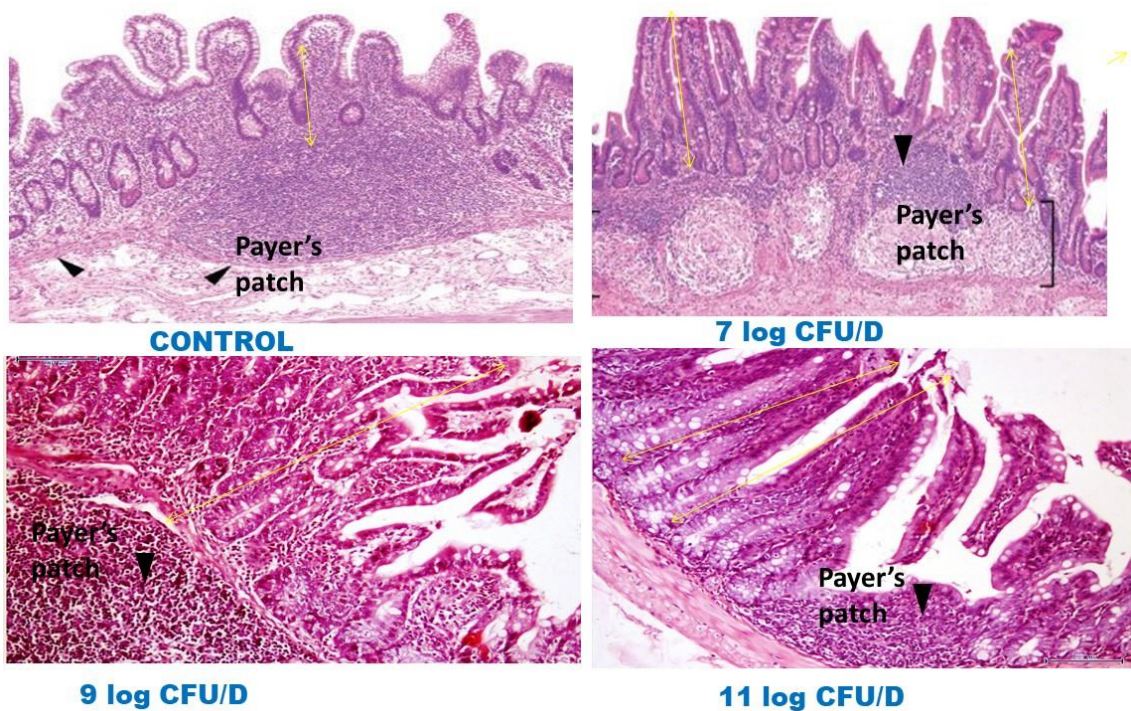 Payer's
patch
Payer's
patch
CONTROL
7 log CFU/D
Payer's
patch
Payer's
patch
9 log CFU/D
11 log CFU/D